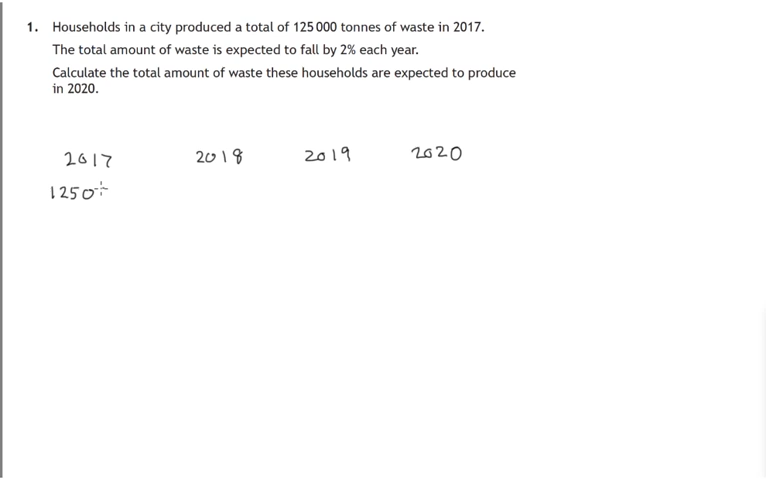 1. Households in a city produced a total of 125 000 tonnes of waste in 2017.
The total amount of waste is expected to fall by 2% each year.
Calculate the total amount of waste these households are expected to produce
in 2020.
2017 2018 2019 2020
1250